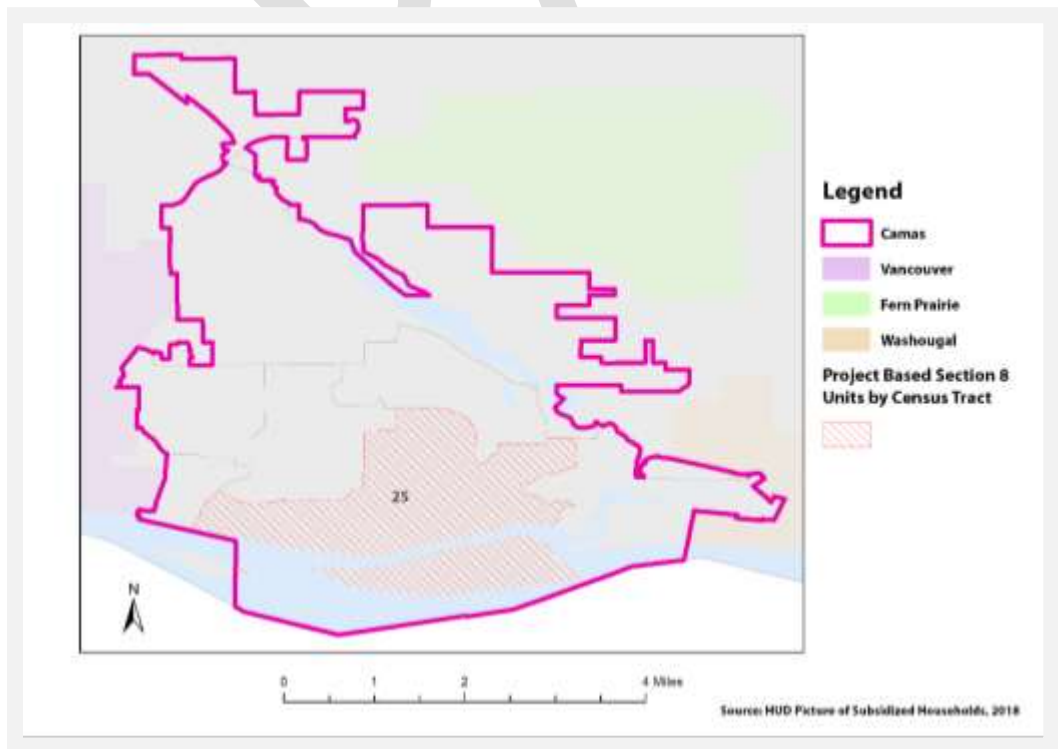 Legend
Camas
Vancouver
Fern Prairie
Washougal
Project Based Section 8
Units by Census Tract
25
N
0 1 2 4 Miles
Source: HUD Picture of Subsidized Households, 2018